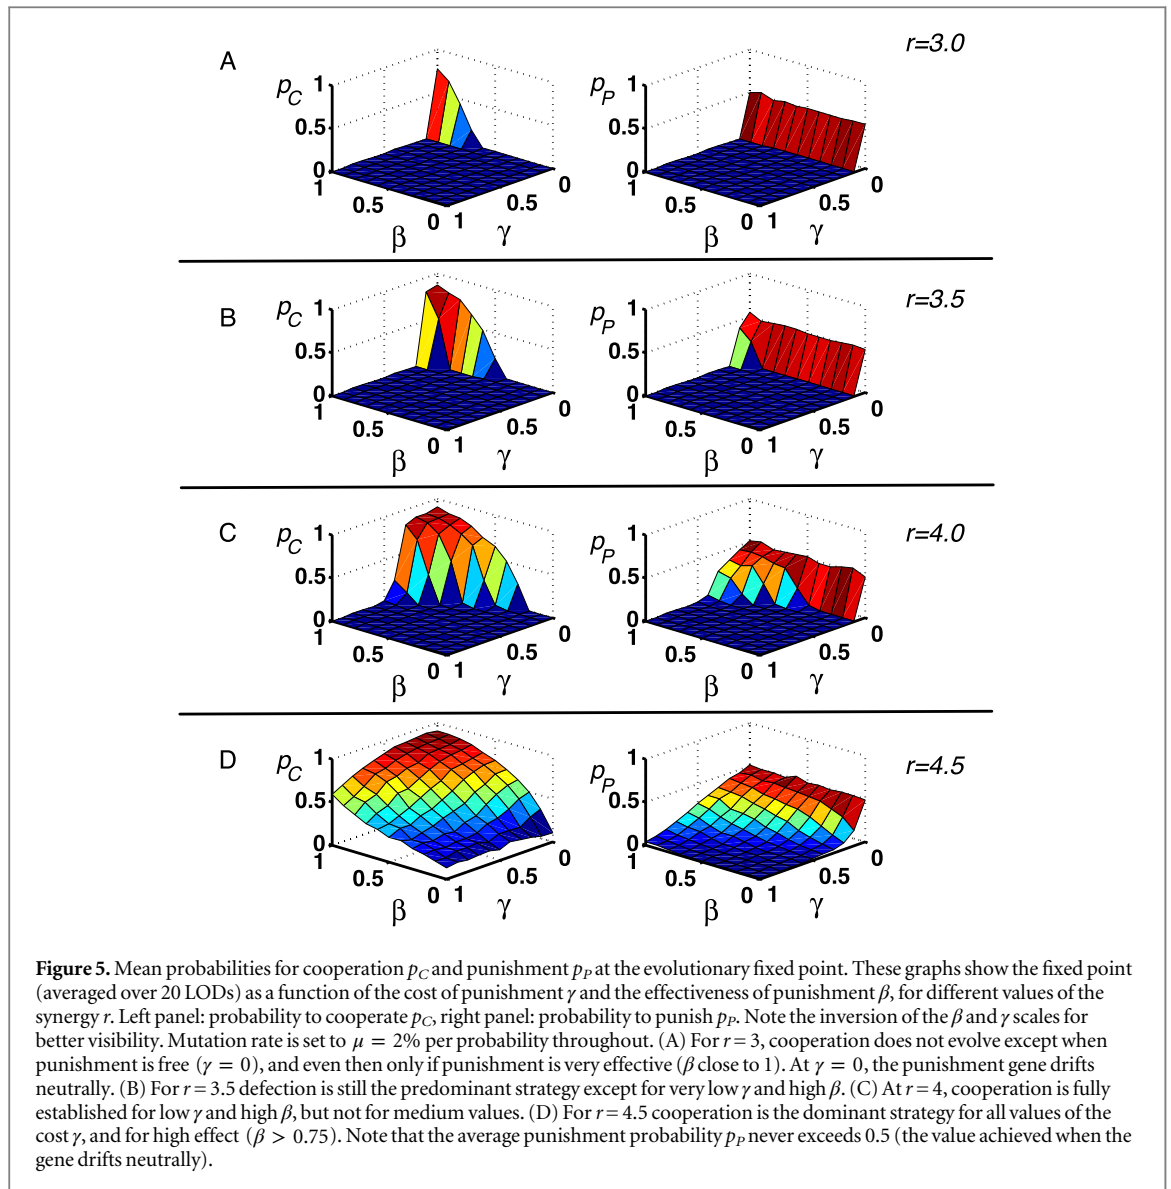 A
r=3.0
pC
1
0.5
0
1
0.5
0
β
1
0.5
0
γ
pP
1
0.5
0
1
0.5
0
β
1
0.5
0
γ
B
r=3.5
pC
1
0.5
0
1
0.5
0
β
1
0.5
0
γ
pP
1
0.5
0
1
0.5
0
β
1
0.5
0
γ
C
r=4.0
pC
1
0.5
0
1
0.5
0
β
1
0.5
0
γ
pP
1
0.5
0
1
0.5
0
β
1
0.5
0
γ
D
r=4.5
pC
1
0.5
0
1
0.5
0
β
1
0.5
0
γ
pP
1
0.5
0
1
0.5
0
β
1
0.5
0
γ
Figure 5. Mean probabilities for cooperation pC and punishment pP at the evolutionary fixed point. These graphs show the fixed point
(averaged over 20 LODs) as a function of the cost of punishment γ and the effectiveness of punishment β, for different values of the
synergy r. Left panel: probability to cooperate pC, right panel: probability to punish pP. Note the inversion of the β and γ scales for
better visibility. Mutation rate is set to μ = 2% per probability throughout. (A) For r = 3, cooperation does not evolve except when
punishment is free (γ = 0), and even then only if punishment is very effective (β close to 1). At γ = 0, the punishment gene drifts
neutrally. (B) For r = 3.5 defection is still the predominant strategy except for very low γ and high β. (C) At r = 4, cooperation is fully
established for low γ and high β, but not for medium values. (D) For r = 4.5 cooperation is the dominant strategy for all values of the
cost γ, and for high effect (β > 0.75). Note that the average punishment probability pP never exceeds 0.5 (the value achieved when the
gene drifts neutrally).